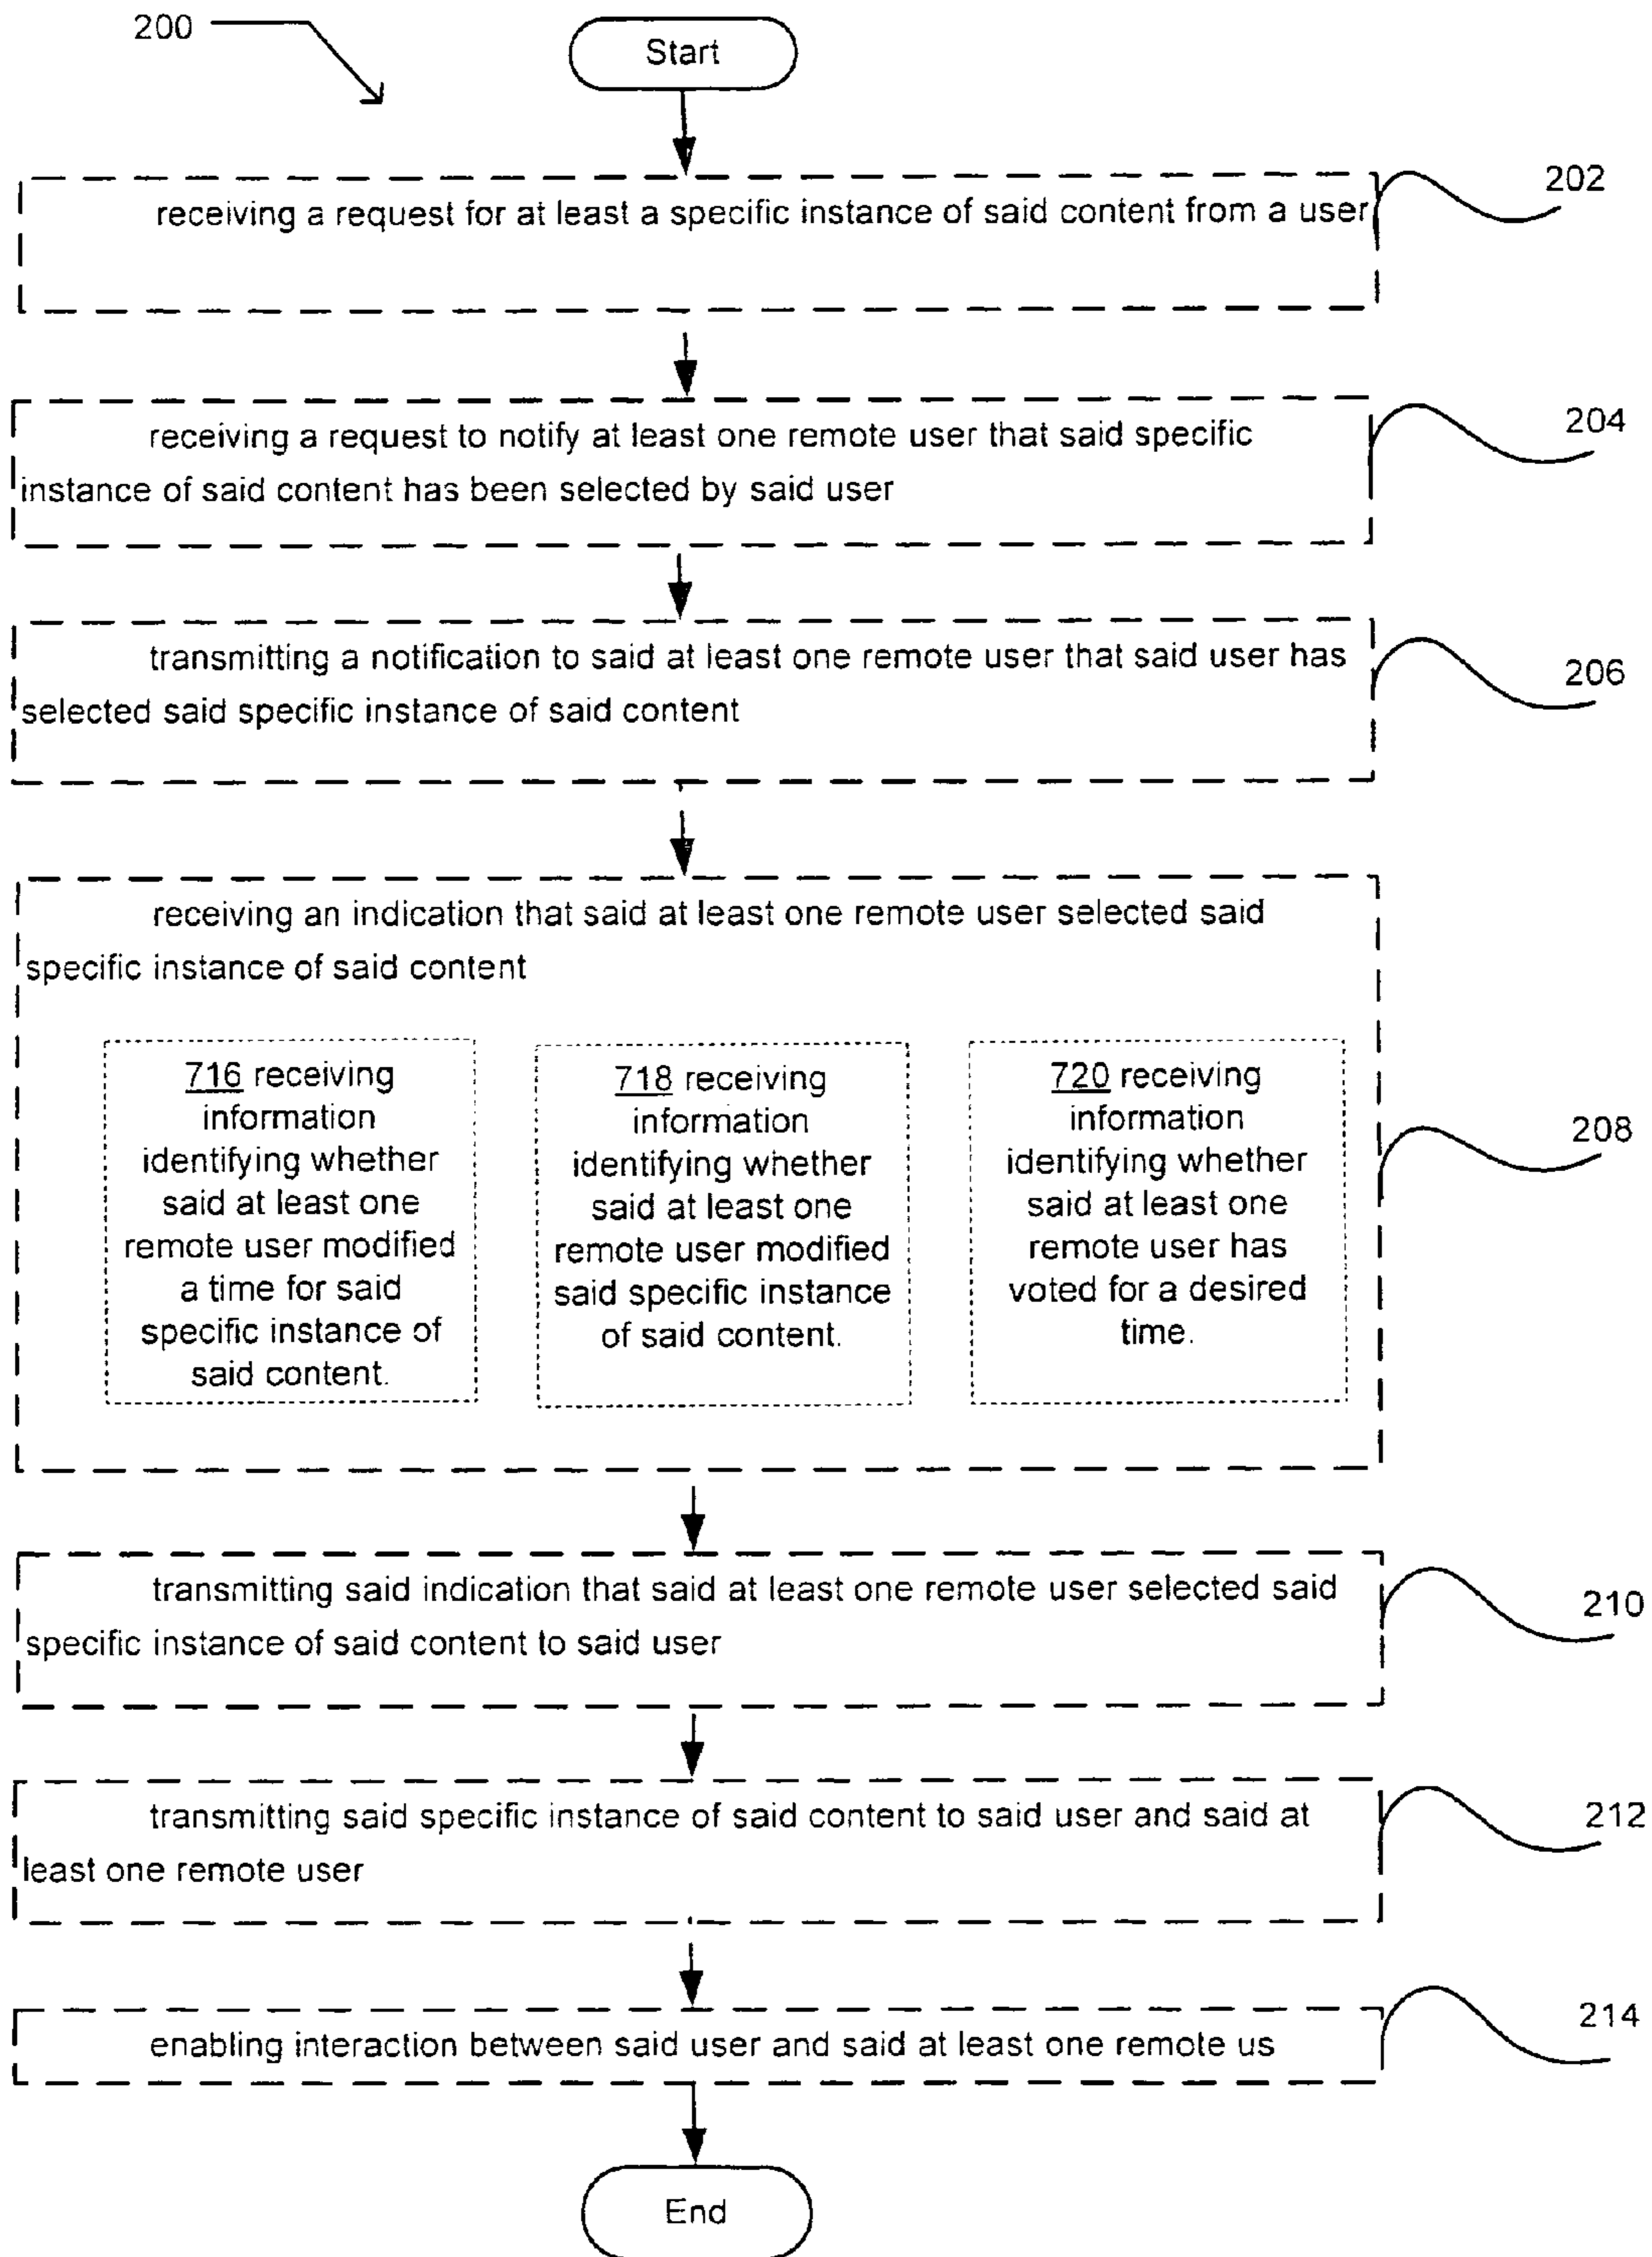 200
Start
202
receiving a request for at least a specific instance of said content from a user
204
receiving a request to notify at least one remote user that said specific
instance of said content has been selected by said user
206
transmitting a notification to said at least one remote user that said user has
selected said specific instance of said content
receiving an indication that said at least one remote user selected said
specific instance of said content
716 receiving
information
identifying whether
said at least one
remote user modified
a time for said
specific instance of
said content.
718 receiving
information
identifying whether
said at least one
remote user modified
said specific instance
of said content.
720 receiving
information
identifying whether
said at least one
remote user has
voted for a desired
time.
208
transmitting said indication that said at least one remote user selected said
specific instance of said content to said user
210
transmitting said specific instance of said content to said user and said at
least one remote user
212
enabling interaction between said user and said at least one remote us
214
End